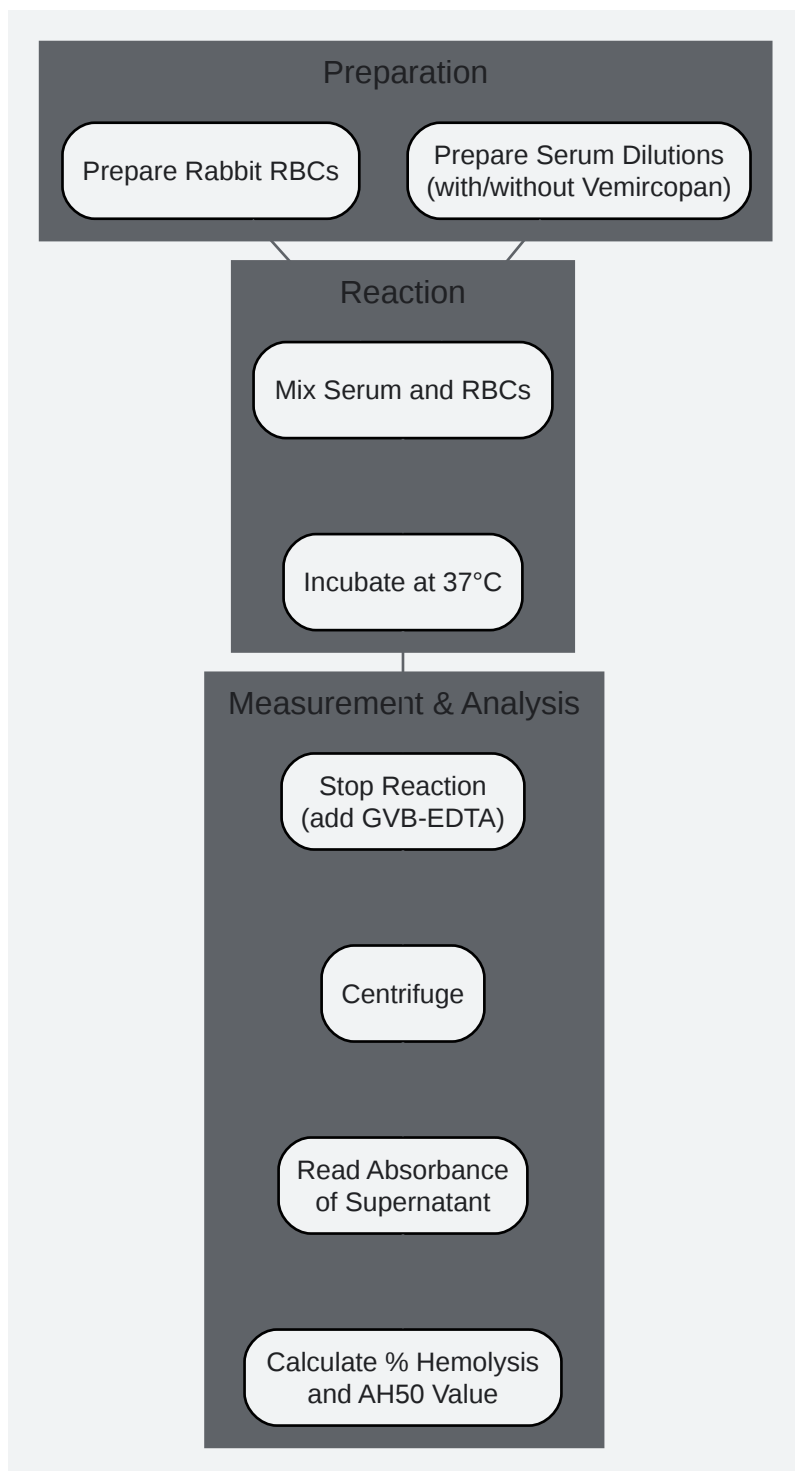 Preparation
Prepare Rabbit RBCs
Prepare Serum Dilutions
(with/without Vemircopan)
Reaction
Mix Serum and RBCs
Incubate at 37°C
Measurement & Analysis
Stop Reaction
(add GVB-EDTA)
Centrifuge
Read Absorbance
of Supernatant
Calculate % Hemolysis
and AH50 Value